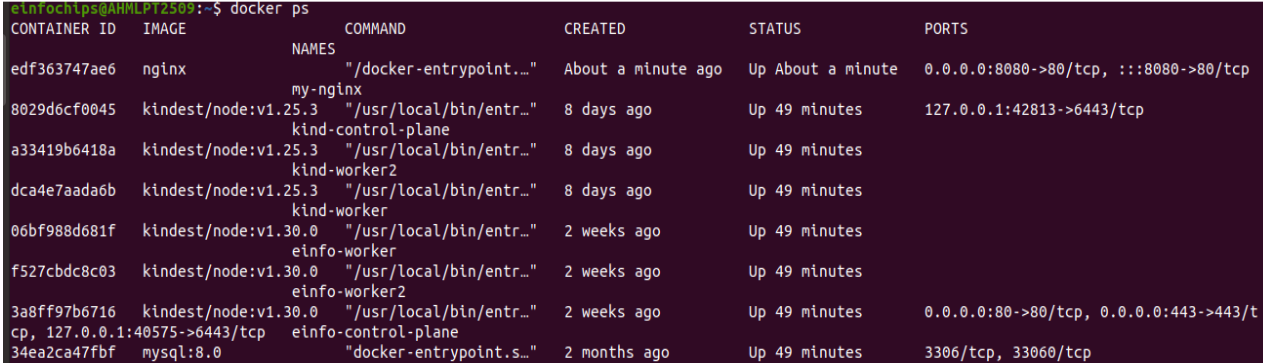 einfochips@AHMLPT2509:~$ docker ps
CONTAINER ID   IMAGE                  COMMAND                  CREATED              STATUS              PORTS
                               NAMES
edf363747ae6   nginx                  "/docker-entrypoint.…"   About a minute ago   Up About a minute   0.0.0.0:8080->80/tcp, :::8080->80/tcp
                               my-nginx
8029d6cf0045   kindest/node:v1.25.3   "/usr/local/bin/entr…"   8 days ago           Up 49 minutes       127.0.0.1:42813->6443/tcp
                               kind-control-plane
a33419b6418a   kindest/node:v1.25.3   "/usr/local/bin/entr…"   8 days ago           Up 49 minutes
                               kind-worker2
dca4e7aada6b   kindest/node:v1.25.3   "/usr/local/bin/entr…"   8 days ago           Up 49 minutes
                               kind-worker
06bf988d681f   kindest/node:v1.30.0   "/usr/local/bin/entr…"   2 weeks ago          Up 49 minutes
                               einfo-worker
f527cbdc8c03   kindest/node:v1.30.0   "/usr/local/bin/entr…"   2 weeks ago          Up 49 minutes
                               einfo-worker2
3a8ff97b6716   kindest/node:v1.30.0   "/usr/local/bin/entr…"   2 weeks ago          Up 49 minutes       0.0.0.0:80->80/tcp, 0.0.0.0:443->443/t
cp, 127.0.0.1:40575->6443/tcp   einfo-control-plane
34ea2ca47fbf   mysql:8.0              "docker-entrypoint.s…"   2 months ago         Up 49 minutes       3306/tcp, 33060/tcp